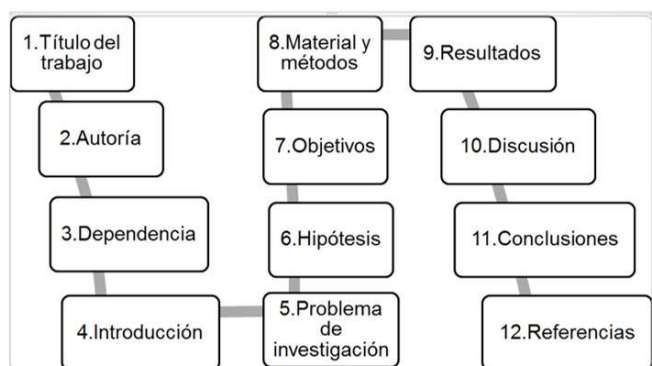 1.Título del
trabajo
2.Autoría
3.Dependencia
4.Introducción
5.Problema
de
investigación
6.Hipótesis
7.Objetivos
8.Material y
métodos
9.Resultados
10.Discusión
11.Conclusiones
12.Referencias